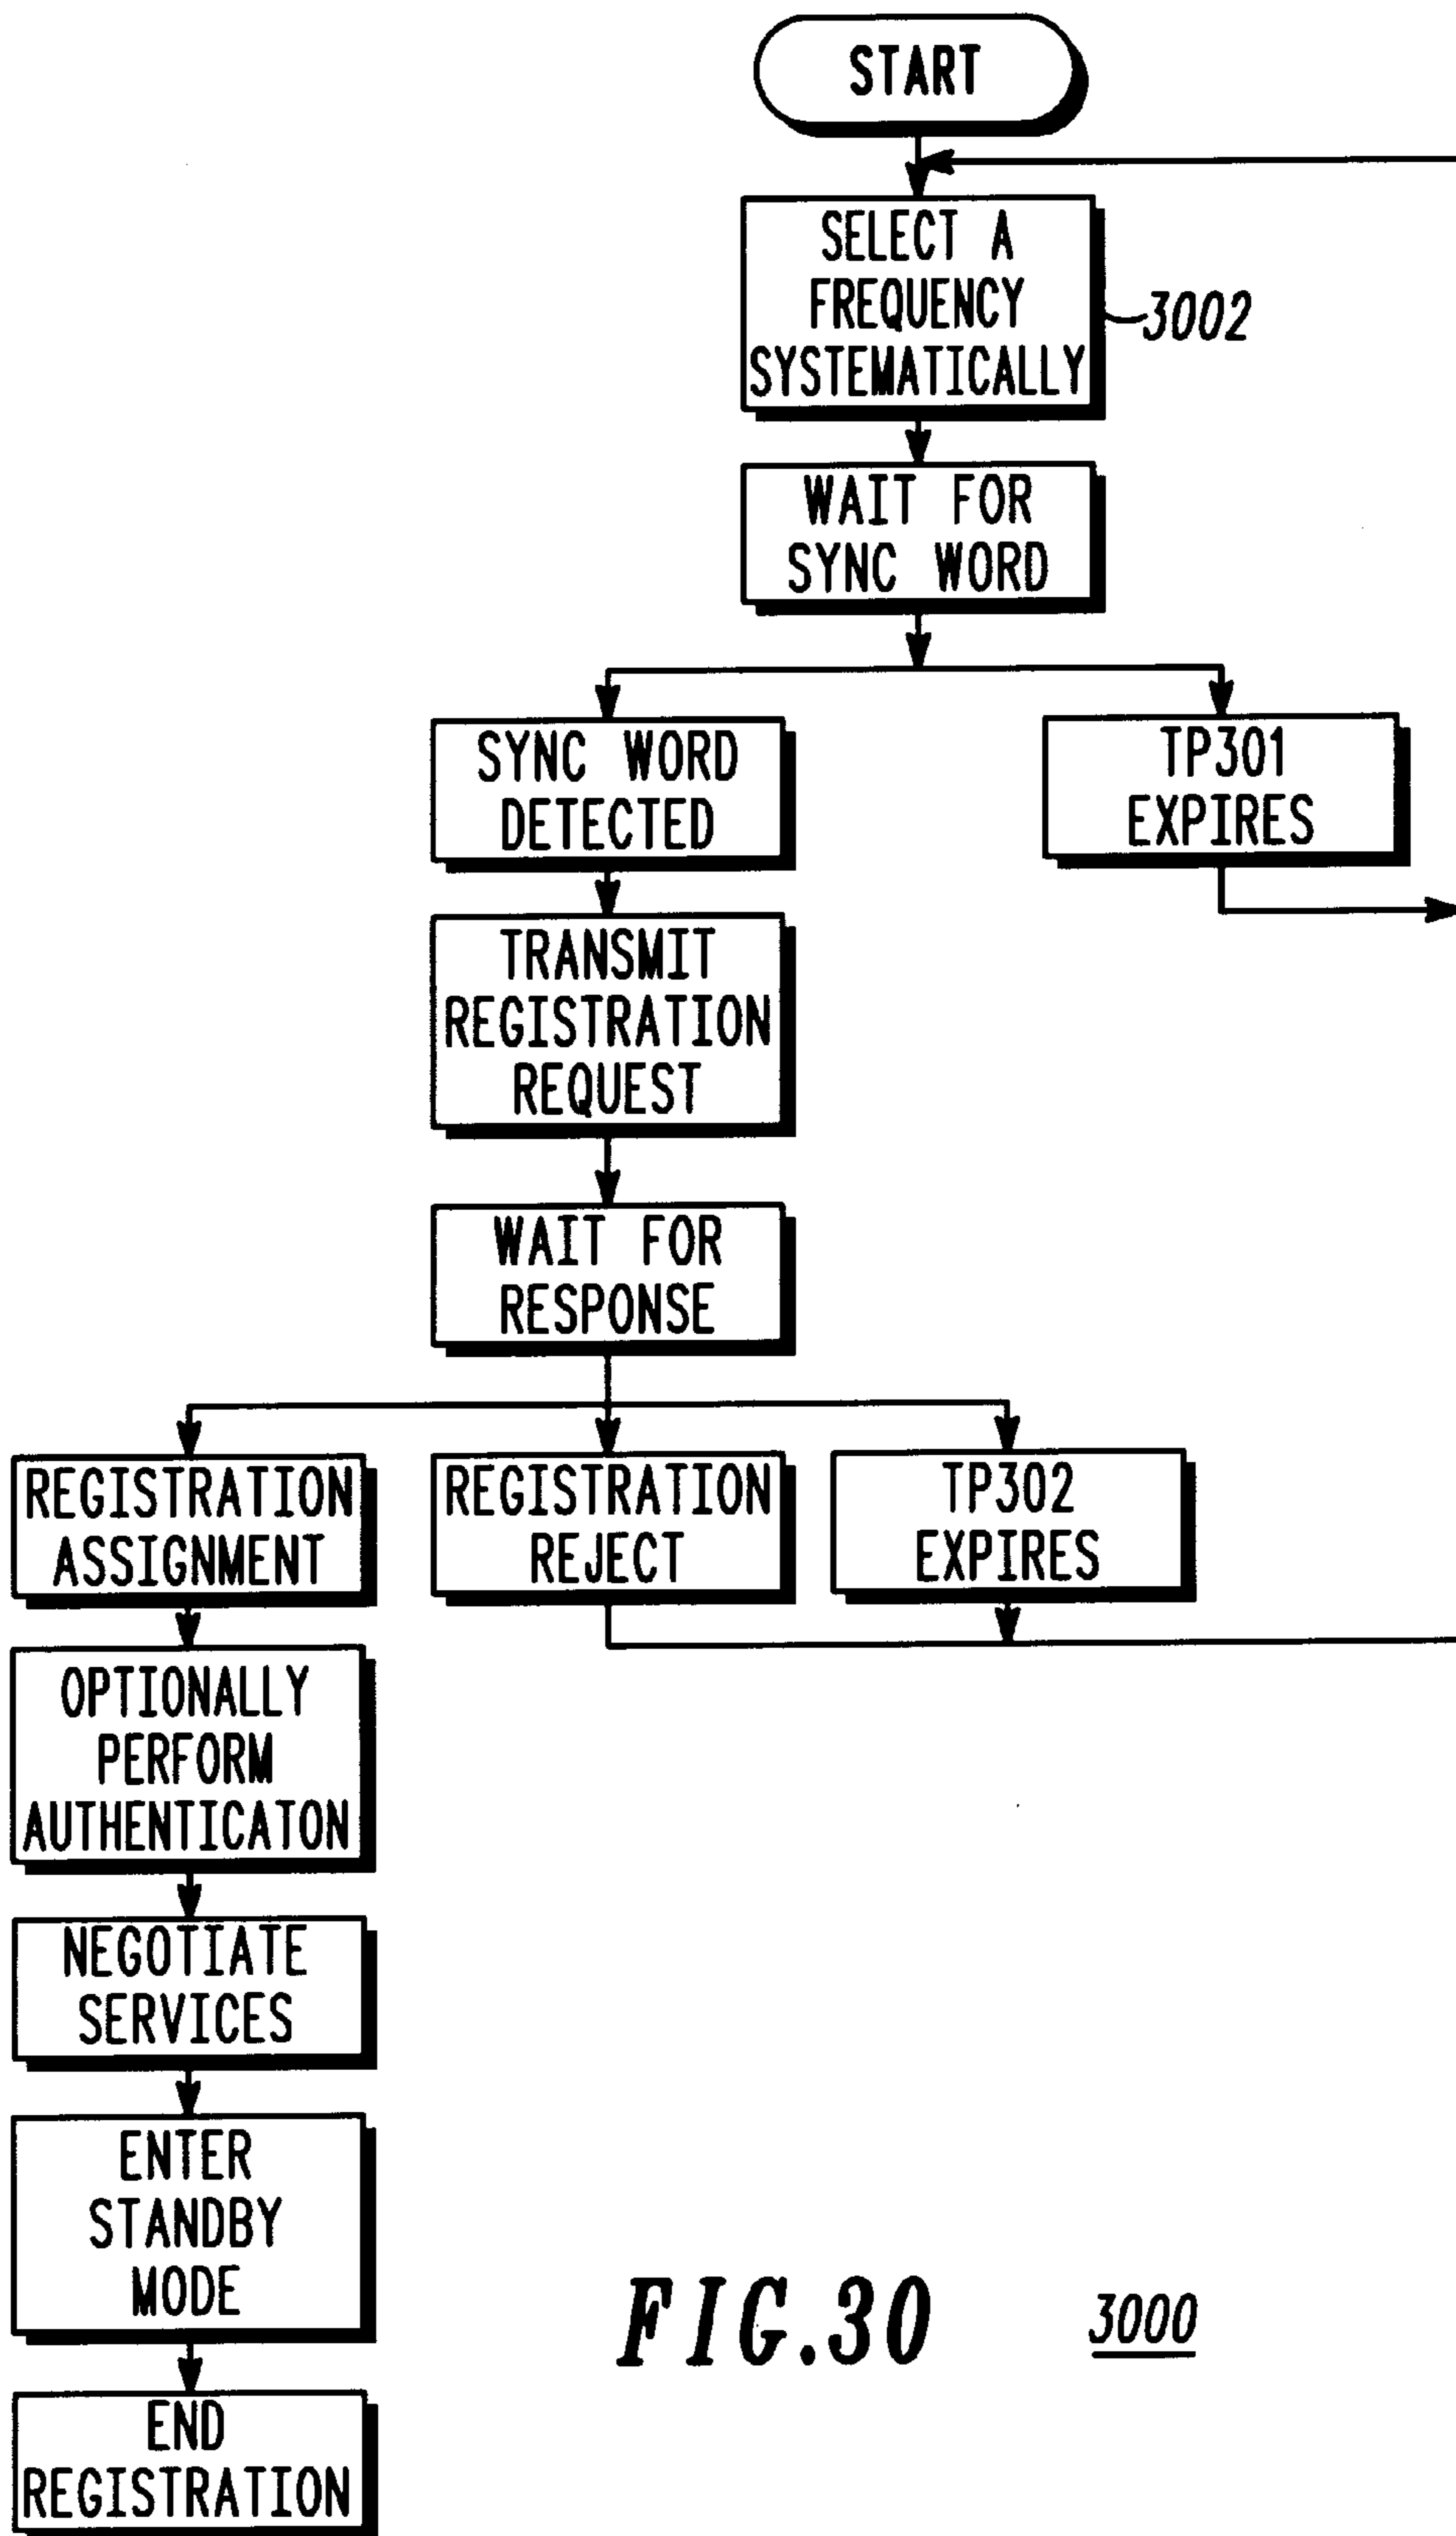 START
SELECT A
FREQUENCY
SYSTEMATICALLY
3002
WAIT FOR
SYNC WORD
SYNC WORD
DETECTED
TP301
EXPIRES
TRANSMIT
REGISTRATION
REQUEST
WAIT FOR
RESPONSE
REGISTRATION
ASSIGNMENT
REGISTRATION
REJECT
TP302
EXPIRES
OPTIONALLY
PERFORM
AUTHENTICATON
NEGOTIATE
SERVICES
ENTER
STANDBY
MODE
END
REGISTRATION
FIG.30
3000